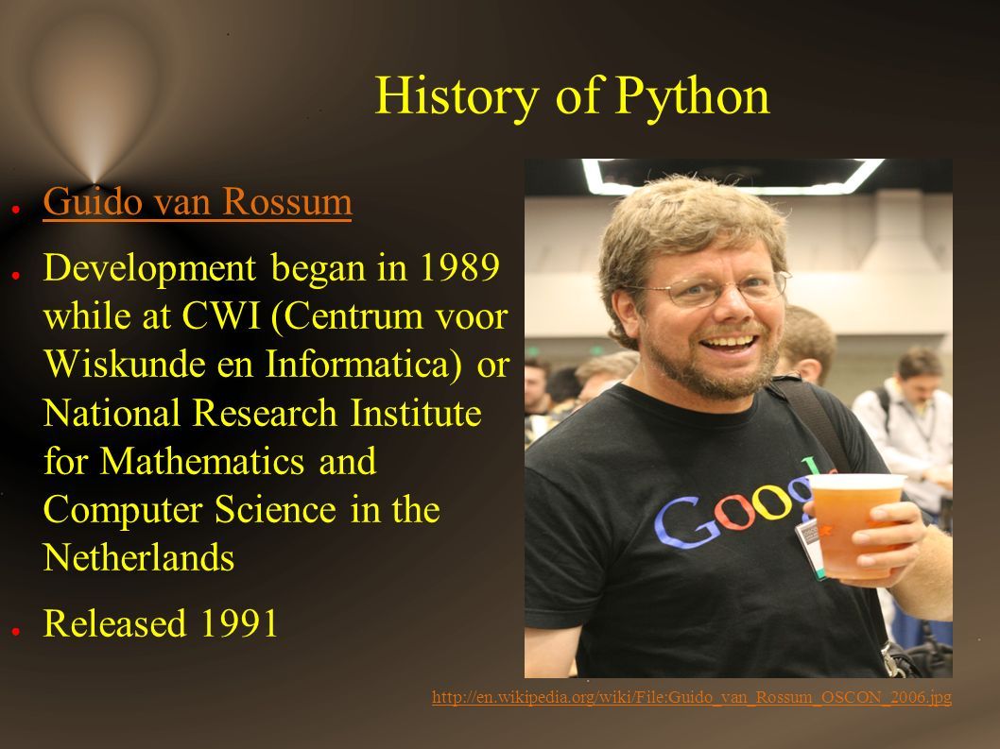 History of Python
Guido van Rossum
Development began in 1989
while at CWI (Centrum voor
Wiskunde en Informatica) or
National Research Institute
for Mathematics and
Computer Science in the
Netherlands
Released 1991
Google
http://en.wikipedia.org/wiki/File:Guido_van_Rossum_OSCON_2006.jpg